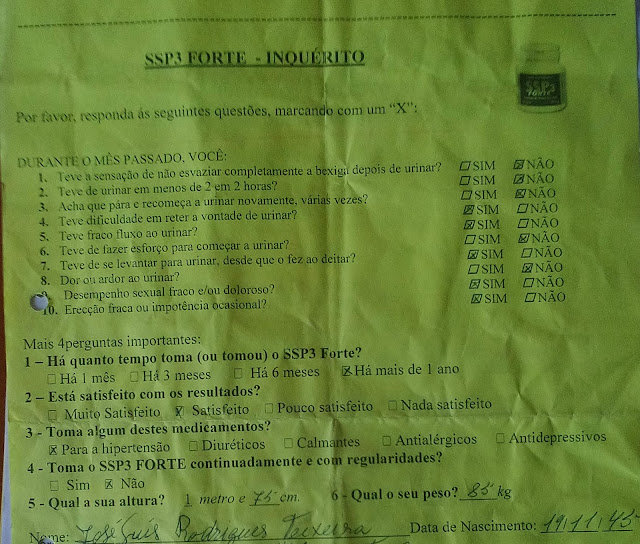 SSP3 FORTE - INQUÉRITO
SSP3
FORTE
Por favor, responda ás seguintes questões, marcando com um "X":
DURANTE O MÊS PASSADO, VOCÊ:
1. Teve a sensação de não esvaziar completamente a bexiga depois de urinar? ☐ SIM ☒ NÃO
2. Teve de urinar em menos de 2 em 2 horas? ☐ SIM ☒ NÃO
3. Acha que pára e recomeça a urinar novamente, várias vezes? ☐ SIM ☒ NÃO
4. Teve dificuldade em reter a vontade de urinar? ☒ SIM ☐ NÃO
5. Teve fraco fluxo ao urinar? ☒ SIM ☐ NÃO
6. Teve de fazer esforço para começar a urinar? ☐ SIM ☒ NÃO
7. Teve de se levantar para urinar, desde que o fez ao deitar? ☒ SIM ☐ NÃO
8. Dor ou ardor ao urinar? ☐ SIM ☒ NÃO
Desempenho sexual fraco e/ou doloroso? ☒ SIM ☐ NÃO
10. Erecção fraca ou impotência ocasional? ☒ SIM ☐ NÃO
Mais 4perguntas importantes:
1 – Há quanto tempo toma (ou tomou) o SSP3 Forte?
☐ Há 1 mês ☐ Há 3 meses ☐ Há 6 meses ☒ Há mais de 1 ano
2 – Está satisfeito com os resultados?
☐ Muito Satisfeito ☒ Satisfeito ☐ Pouco satisfeito ☐ Nada satisfeito
3 - Toma algum destes medicamentos?
☒ Para a hipertensão ☐ Diuréticos ☐ Calmantes ☐ Antialérgicos ☐ Antidepressivos
4 - Toma o SSP3 FORTE continuadamente e com regularidades?
☐ Sim ☒ Não
5 - Qual a sua altura? 1 metro e 75 cm. 6 - Qual o seu peso? 85 kg
Nome: José Luís Rodrigues Teixeira Data de Nascimento: 19/11/45